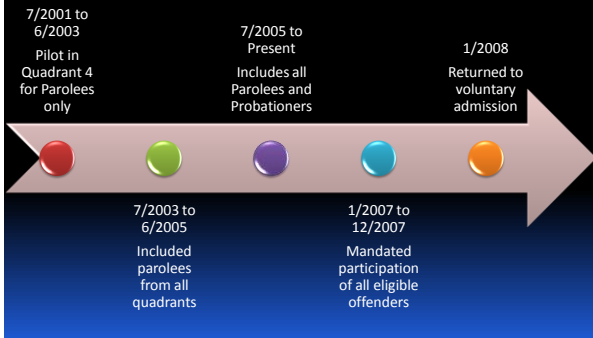 7/2001 to
6/2003
Pilot in
Quadrant 4
for Parolees
only
7/2003 to
6/2005
Included
parolees
from all
quadrants
7/2005 to
Present
Includes all
Parolees and
Probationers
1/2007 to
12/2007
Mandated
participation
of all eligible
offenders
1/2008
Returned to
voluntary
admission